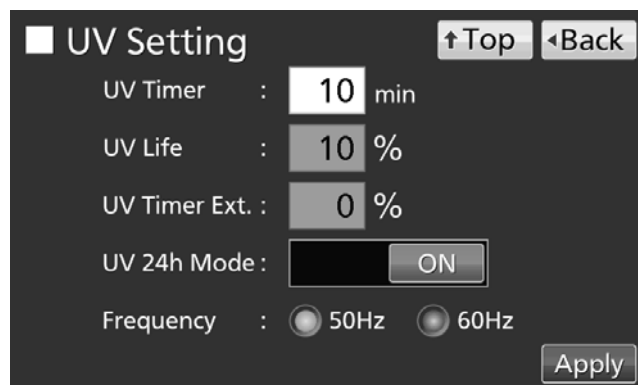 UV Setting ↑Top ◂Back
UV Timer : 10 min
UV Life : 10 %
UV Timer Ext. : 0 %
UV 24h Mode : ON
Frequency : 50Hz 60Hz
Apply